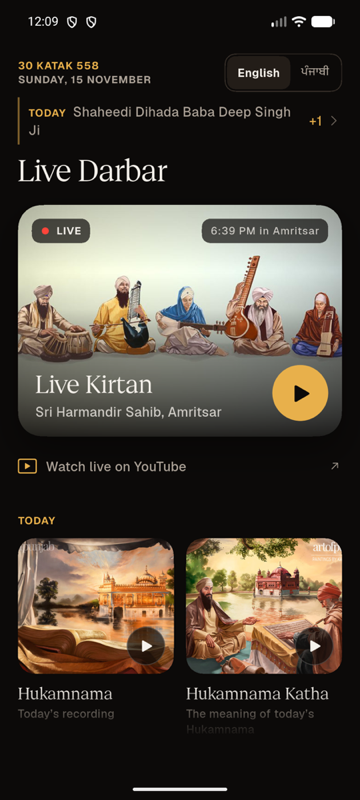 12:09
30 KATAK 558
SUNDAY, 15 NOVEMBER
English
ਪੰਜਾਬੀ
TODAY Shaheedi Dihada Baba Deep Singh
Ji
+1
Live Darbar
LIVE
6:39 PM in Amritsar
Live Kirtan
Sri Harmandir Sahib, Amritsar
Watch live on YouTube
TODAY
Hukamnama
Today's recording
Hukamnama Katha
The meaning of today's
Hukamnama